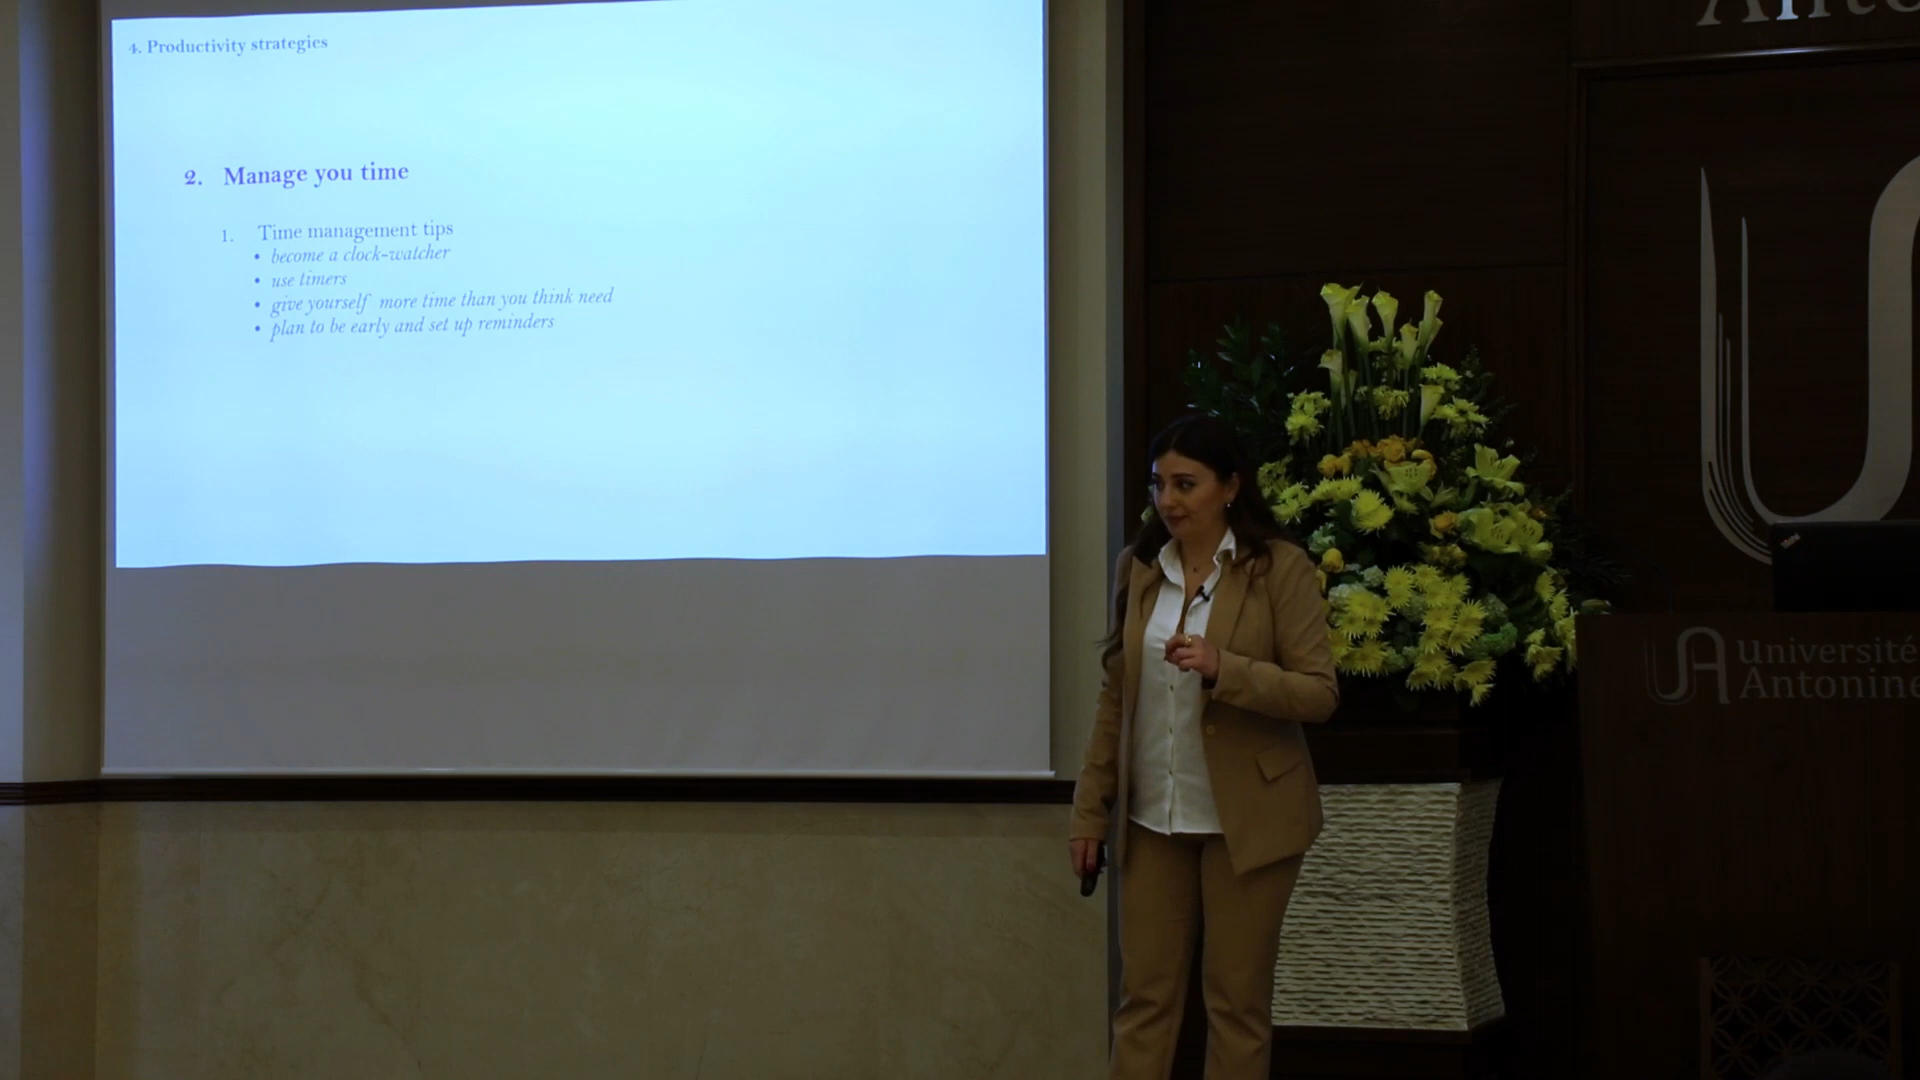 4. Productivity strategies
2. Manage you time
1. Time management tips
• become a clock-watcher
• use timers
• give yourself more time than you think need
• plan to be early and set up reminders
UA
Université
Antonine